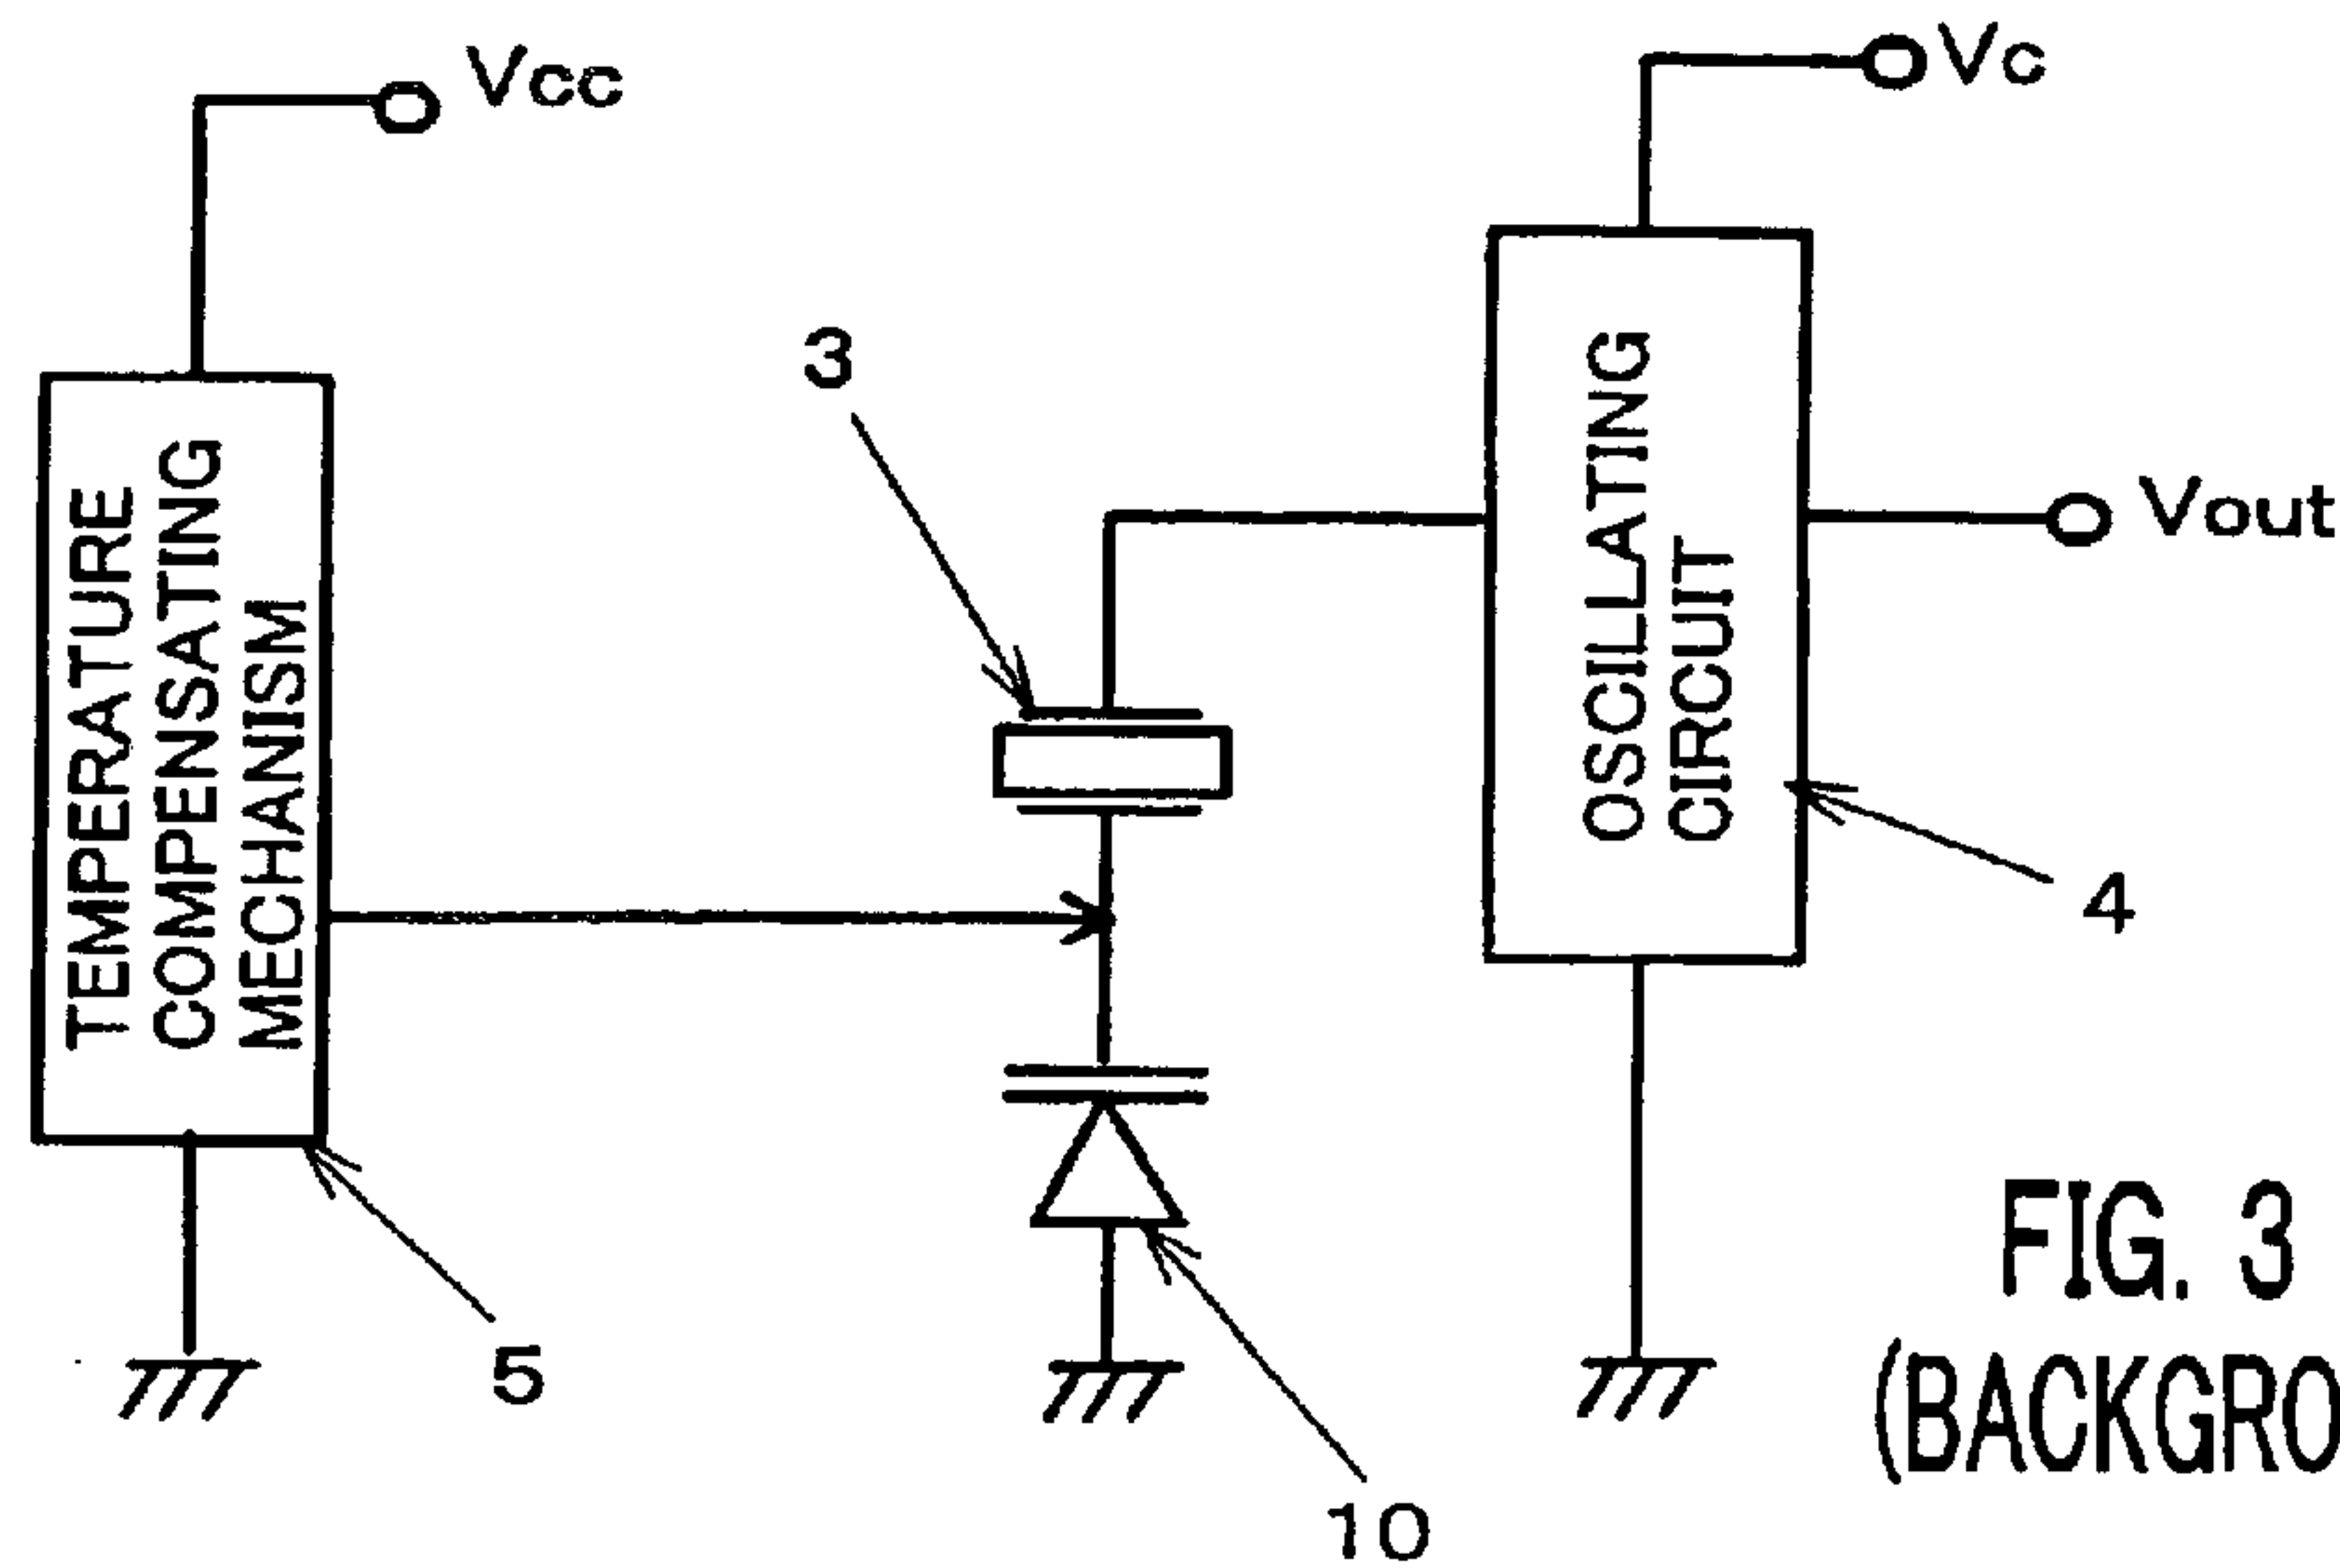 Vcc
Vc
3
TEMPERATURE
COMPENSATING
MECHANISM
OSCILLATING
CIRCUIT
Vout
4
5
10
FIG. 3